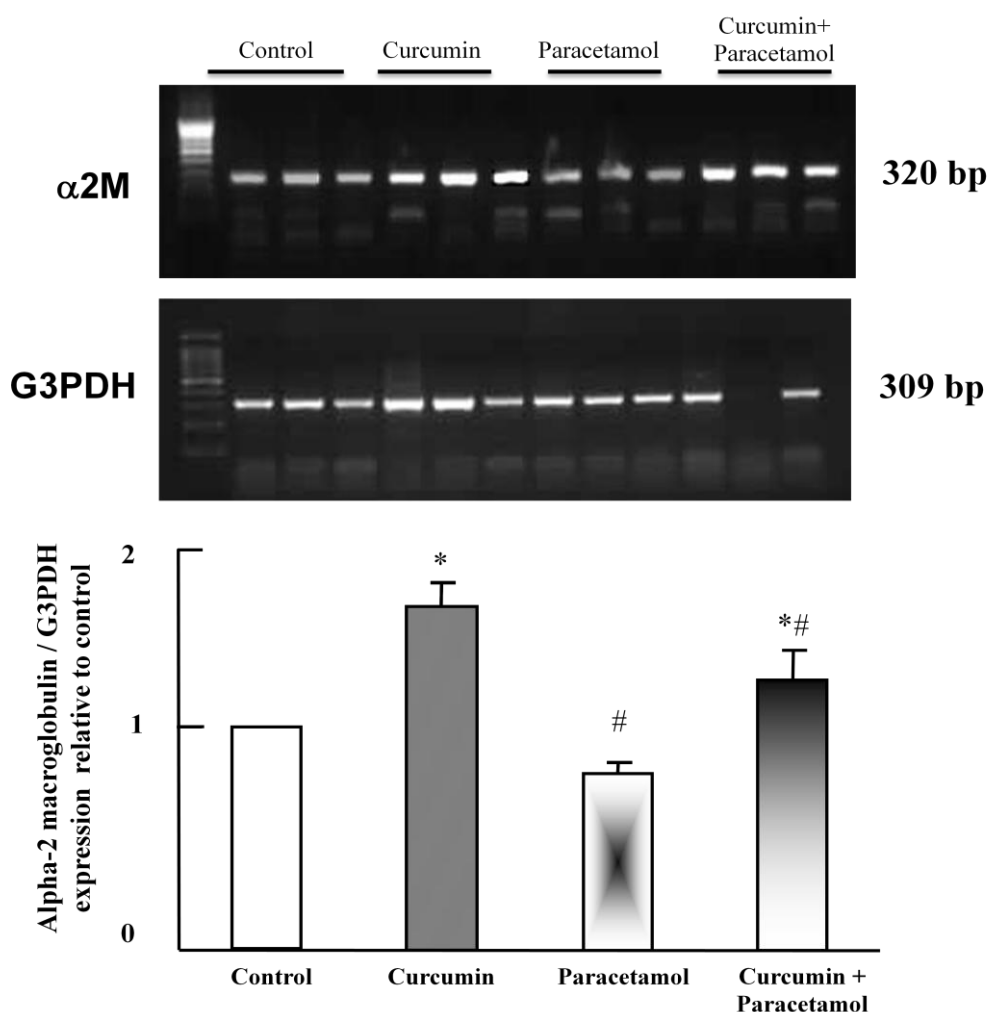 Control
Curcumin
Paracetamol
Curcumin+
Paracetamol
α2M
320 bp
G3PDH
309 bp
Alpha-2 macroglobulin / G3PDH
expression relative to control
2
1
0
*
#
*#
Control
Curcumin
Paracetamol
Curcumin +
Paracetamol